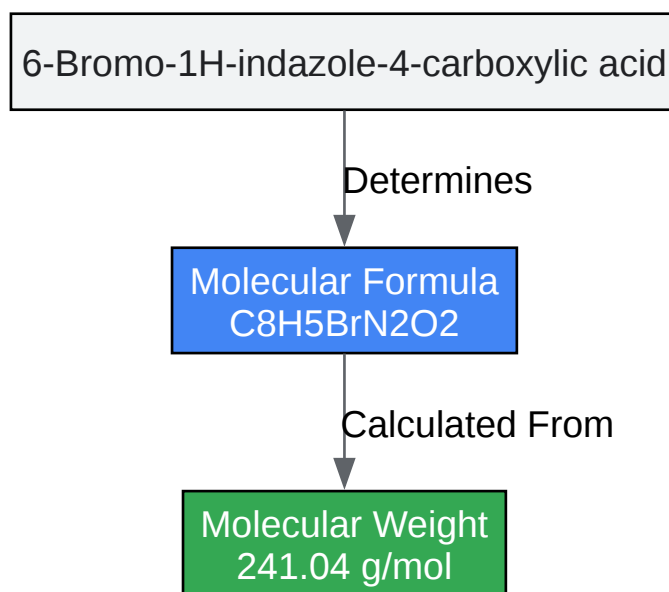 6-Bromo-1H-indazole-4-carboxylic acid
Determines
Molecular Formula
C8H5BrN2O2
Calculated From
Molecular Weight
241.04 g/mol